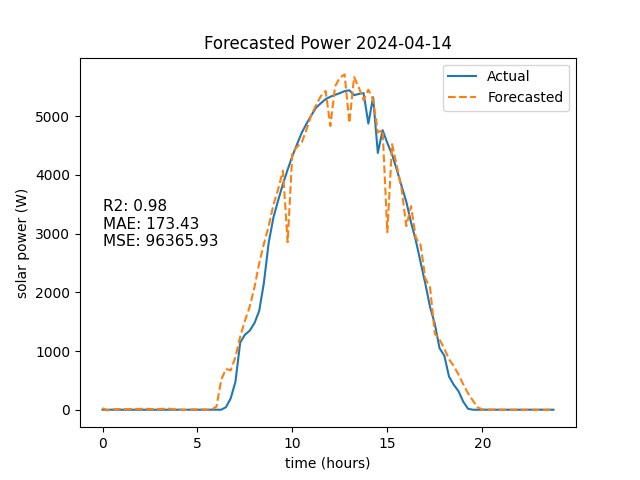 Forecasted Power 2024-04-14
Actual
Forecasted
5000
4000
3000
2000
1000
0
solar power (W)
R2: 0.98
MAE: 173.43
MSE: 96365.93
0 5 10 15 20
time (hours)